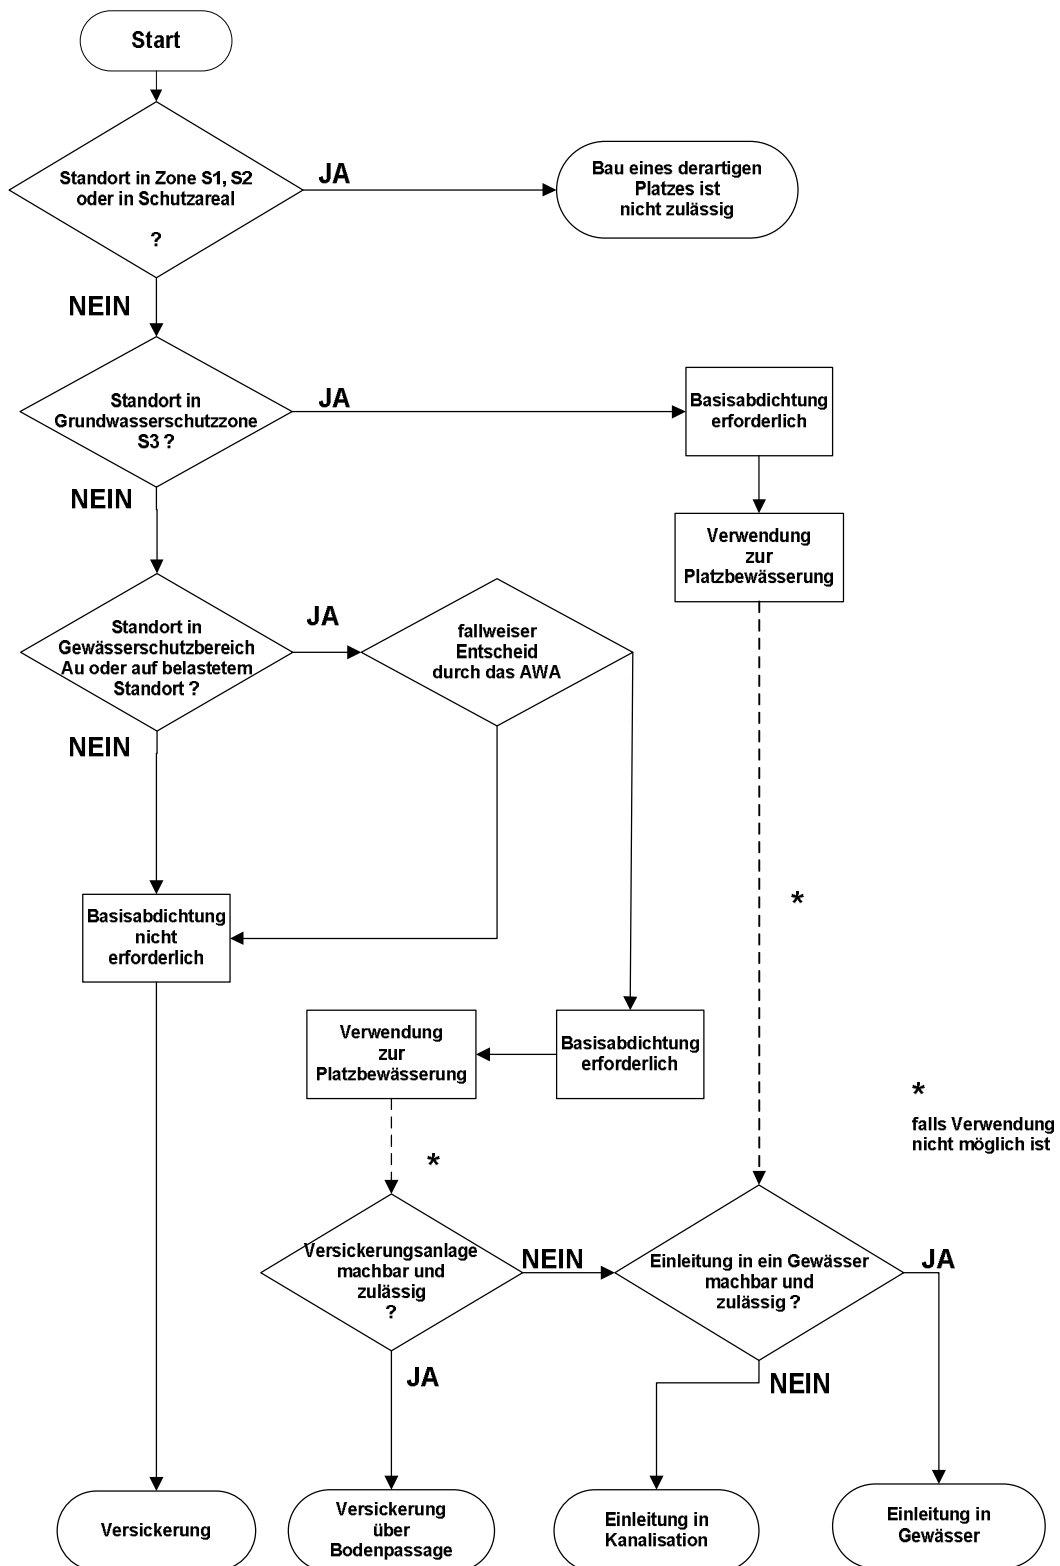 Start
Standort in Zone S1, S2
oder in Schutzareal
?
JA
Bau eines derartigen
Platzes ist
nicht zulässig
NEIN
Standort in
Grundwasserschutzzone
S3 ?
JA
Basisabdichtung
erforderlich
NEIN
Verwendung
zur
Platzbewässerung
Standort in
Gewässerschutzbereich
Au oder auf belastetem
Standort ?
JA
fallweiser
Entscheid
durch das AWA
NEIN
*
Basisabdichtung
nicht
erforderlich
Verwendung
zur
Platzbewässerung
Basisabdichtung
erforderlich
*
falls Verwendung
nicht möglich ist
*
Versickerungsanlage
machbar und
zulässig
?
NEIN
Einleitung in ein Gewässer
machbar und
zulässig ?
JA
JA
NEIN
Versickerung
Versickerung
über
Bodenpassage
Einleitung in
Kanalisation
Einleitung in
Gewässer